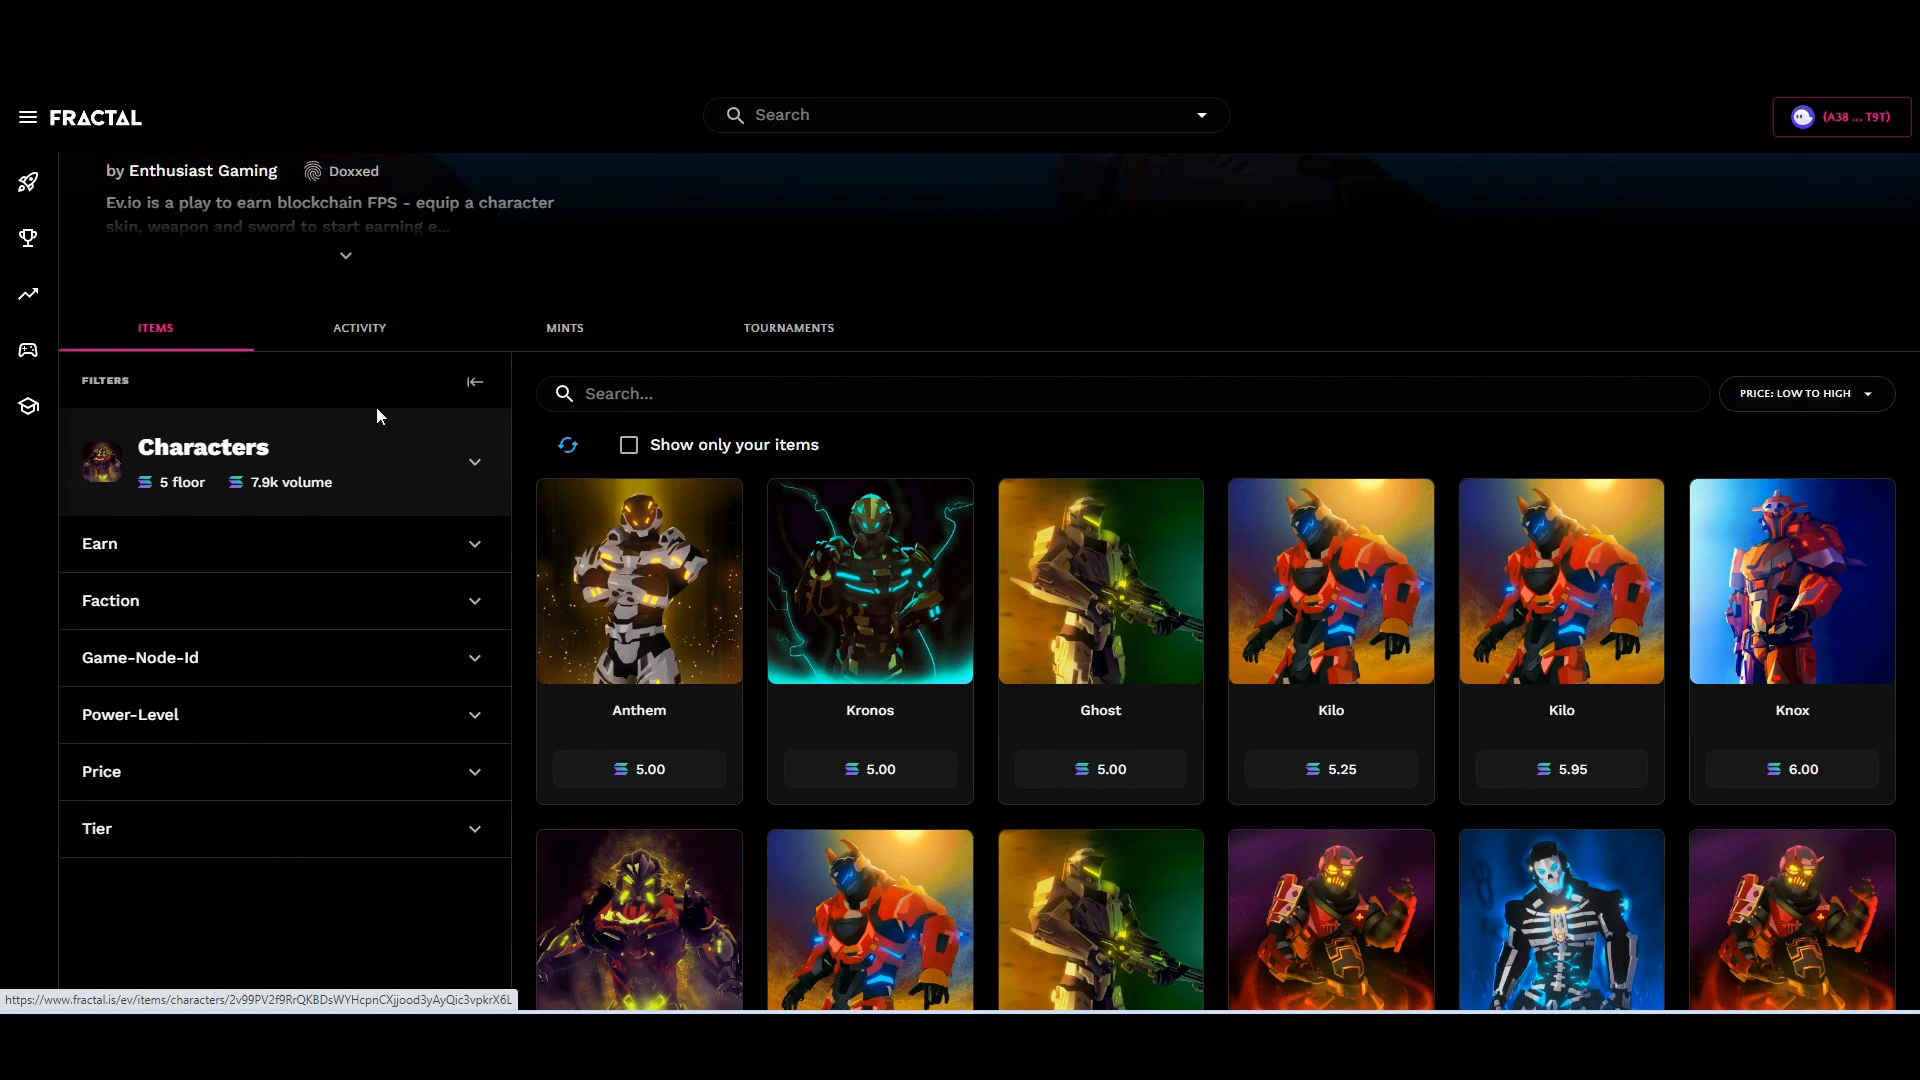 FRACTAL
Search
(A38 ... T9T)
by Enthusiast Gaming
Doxxed
Ev.io is a play to earn blockchain FPS - equip a character
skin, weapon and sword to start earning e...
ITEMS
ACTIVITY
MINTS
TOURNAMENTS
FILTERS
Search...
PRICE: LOW TO HIGH
Characters
5 floor
7.9k volume
Show only your items
Earn
Faction
Game-Node-Id
Power-Level
Price
Tier
Anthem
Kronos
Ghost
Kilo
Kilo
Knox
5.00
5.00
5.00
5.25
5.95
6.00
https://www.fractal.is/ev/items/characters/2v99PV2f9RrQKBDsWYHcpnCXjjood3yAyQic3vpkrX6L